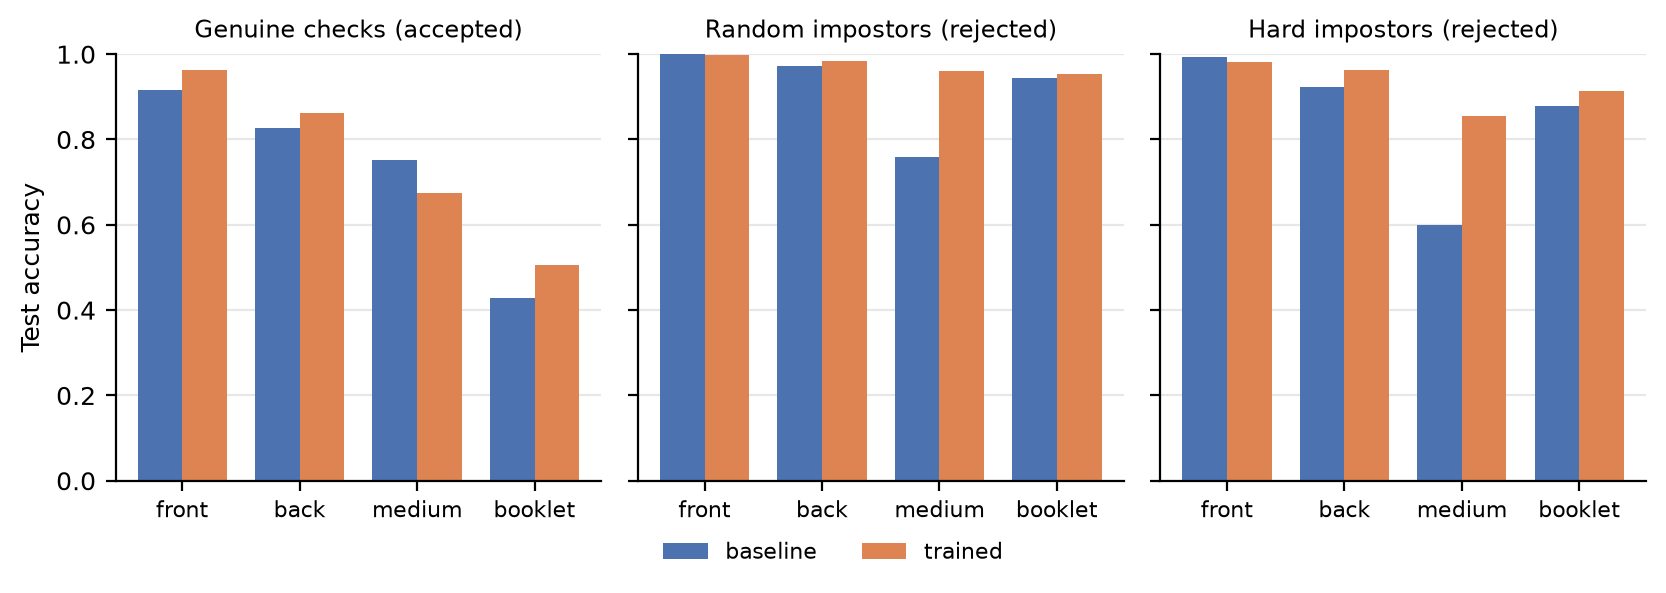 Genuine checks (accepted)
Random impostors (rejected)
Hard impostors (rejected)
Test accuracy
1.0
0.8
0.6
0.4
0.2
0.0
front back medium booklet
front back medium booklet
front back medium booklet
baseline trained